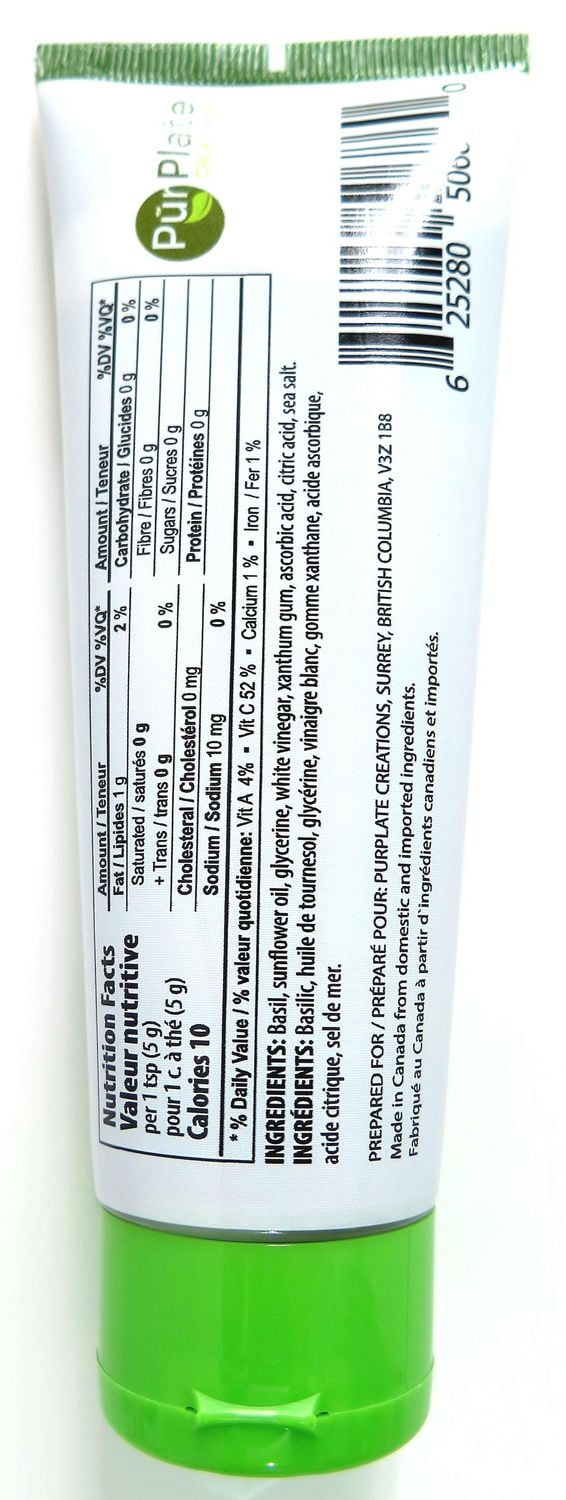 PūrPlate
Nutrition Facts
Valeur nutritive
per 1 tsp (5 g)
pour 1 c. à thé (5 g)
Calories 10
Amount / Teneur %DV %VQ*
Fat / Lipides 1 g 2 %
Saturated / saturés 0 g
+ Trans / trans 0 g 0 %
Cholesteral / Cholestérol 0 mg
Sodium / Sodium 10 mg 0 %
Amount / Teneur %DV %VQ*
Carbohydrate / Glucides 0 g 0 %
Fibre / Fibres 0 g 0 %
Sugars / Sucres 0 g
Protein / Protéines 0 g
* % Daily Value / % valeur quotidienne: Vit A 4% ▪ Vit C 52 % ▪ Calcium 1 % ▪ Iron / Fer 1 %
INGREDIENTS: Basil, sunflower oil, glycerine, white vinegar, xanthum gum, ascorbic acid, citric acid, sea salt.
INGRÉDIENTS: Basilic, huile de tournesol, glycérine, vinaigre blanc, gomme xanthane, acide ascorbique,
acide citrique, sel de mer.
PREPARED FOR / PRÉPARÉ POUR: PURPLATE CREATIONS, SURREY, BRITISH COLUMBIA, V3Z 1B8
Made in Canada from domestic and imported ingredients.
Fabriqué au Canada à partir d`ingrédients canadiens et importés.
6 25280 0